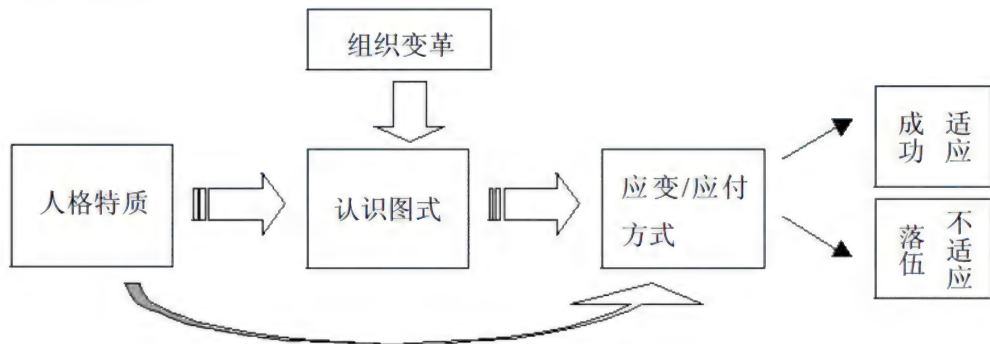 组织变革
人格特质
认识图式
应变/应付
方式
适应
成功
不适应
落伍